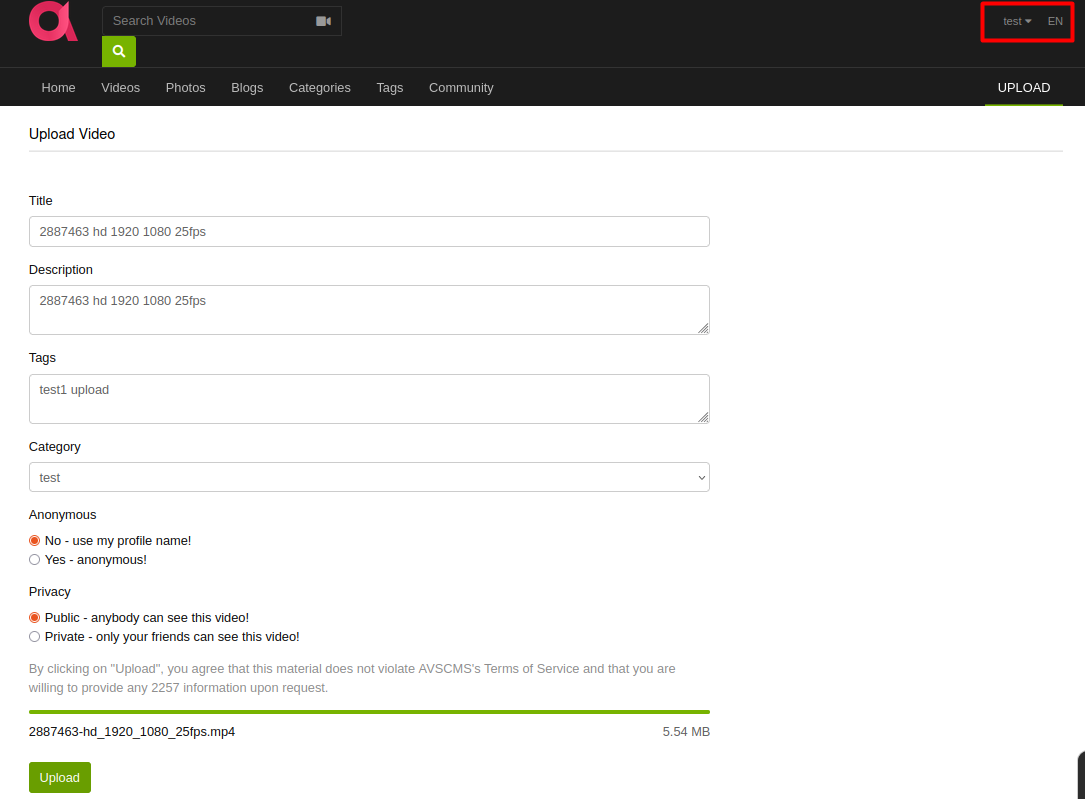 Search Videos
test EN
Home Videos Photos Blogs Categories Tags Community UPLOAD
Upload Video
Title
2887463 hd 1920 1080 25fps
Description
2887463 hd 1920 1080 25fps
Tags
test1 upload
Category
test
Anonymous
No - use my profile name!
Yes - anonymous!
Privacy
Public - anybody can see this video!
Private - only your friends can see this video!
By clicking on "Upload", you agree that this material does not violate AVSCMS's Terms of Service and that you are
willing to provide any 2257 information upon request.
2887463-hd_1920_1080_25fps.mp4 5.54 MB
Upload